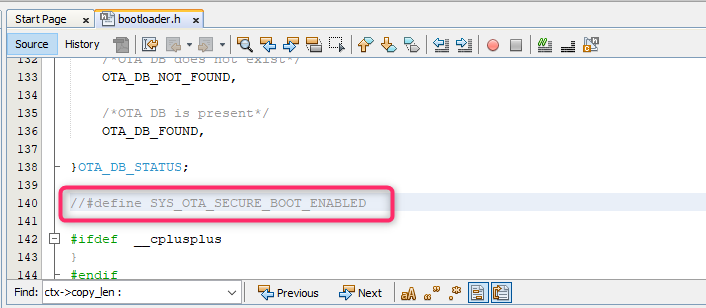 Start Page
bootloader.h
Source
History
132 /*OTA DB does not exist*/
133 OTA_DB_NOT_FOUND,
134
135 /*OTA DB is present*/
136 OTA_DB_FOUND,
137
138 }OTA_DB_STATUS;
139
140 //#define SYS_OTA_SECURE_BOOT_ENABLED
141
142 #ifdef __cplusplus
143 }
144 #endif
Find: ctx->copy_len :
Previous
Next